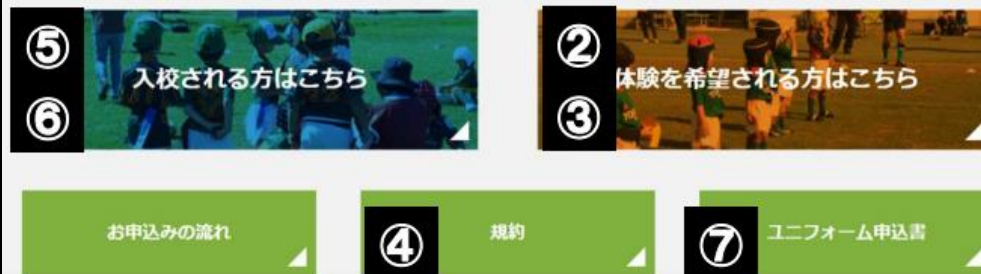 ⑤
⑥
入校される方はこちら
②
③
体験を希望される方はこちら
お申込みの流れ
④
規約
⑦
ユニフォーム申込書